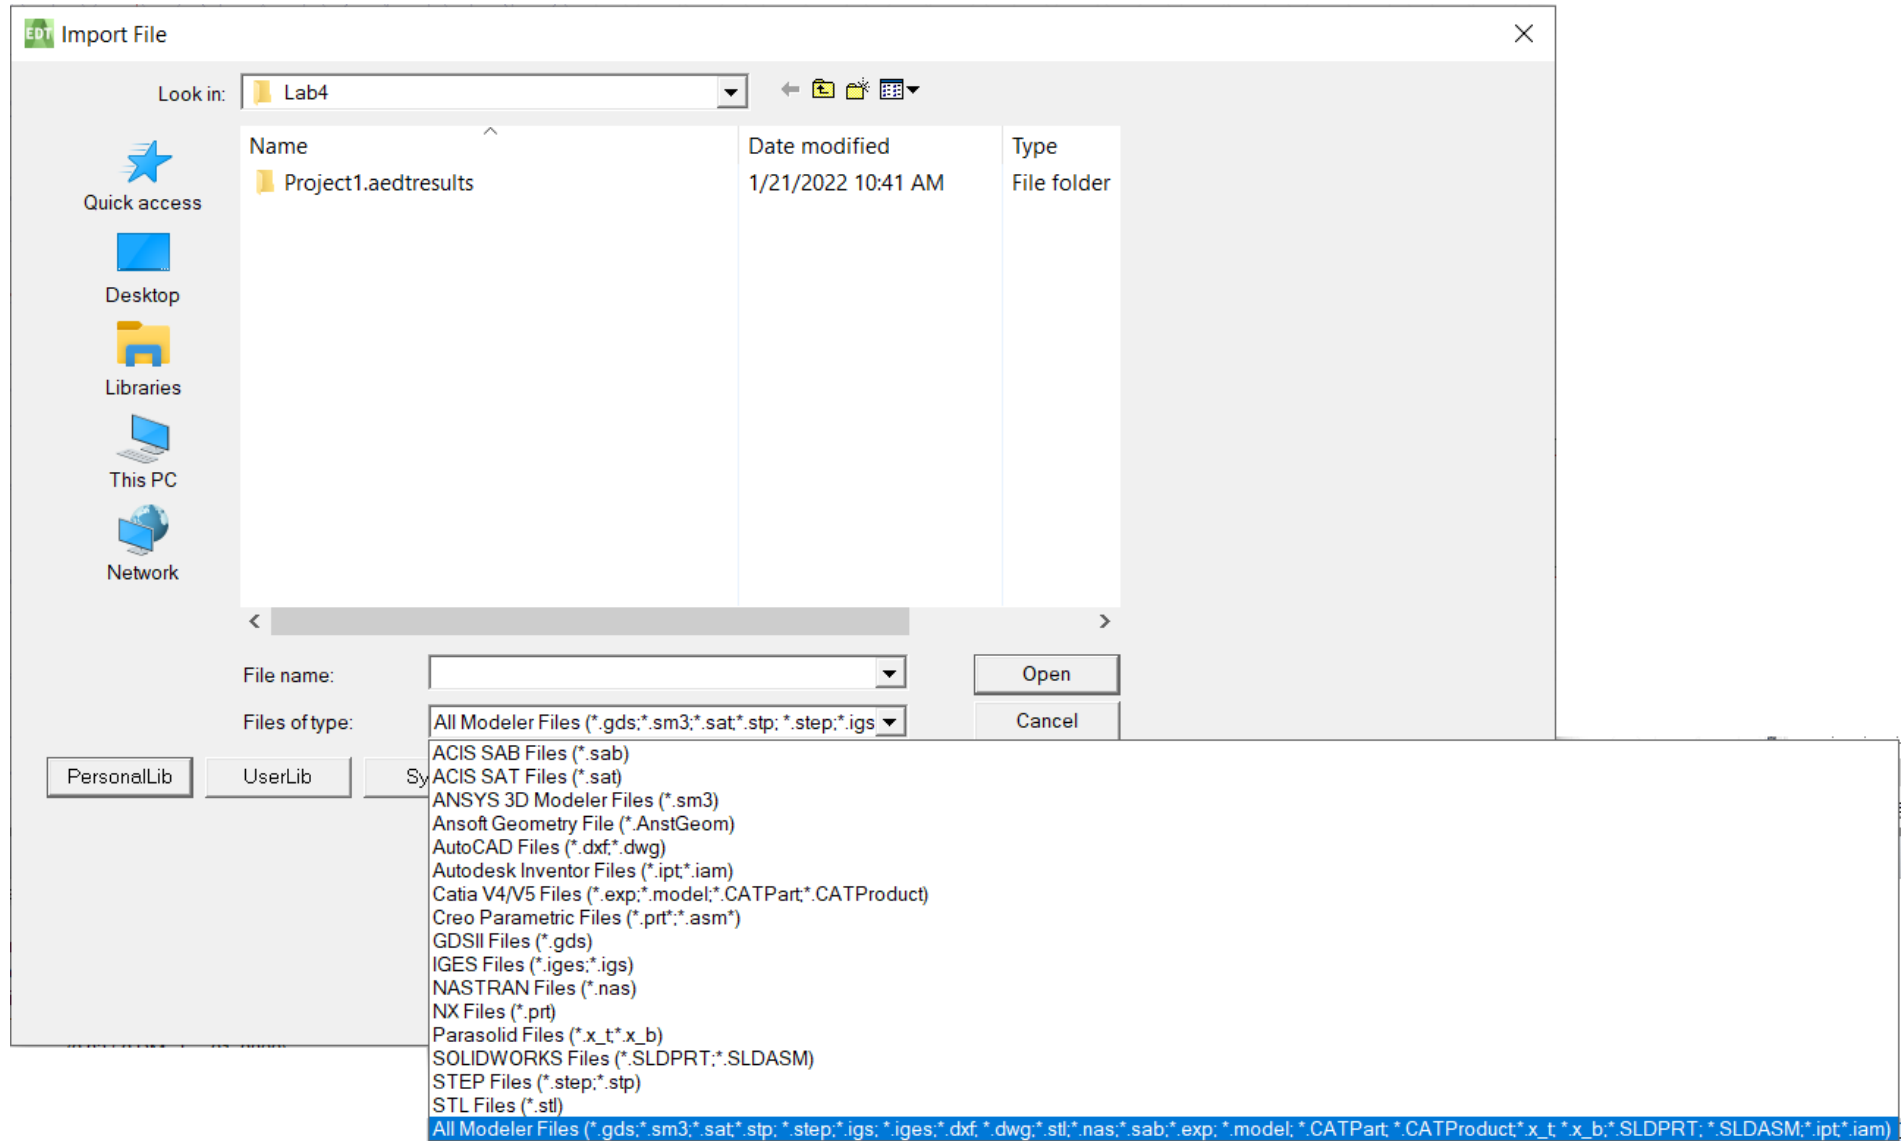 EDT Import File
Look in: Lab4
Name Date modified Type
Project1.aedtresults 1/21/2022 10:41 AM File folder
Quick access
Desktop
Libraries
This PC
Network
File name: Open
Files of type: All Modeler Files (*.gds;*.sm3;*.sat;*.stp; *.step;*.igs Cancel
PersonalLib UserLib Sy
ACIS SAB Files (*.sab)
ACIS SAT Files (*.sat)
ANSYS 3D Modeler Files (*.sm3)
Ansoft Geometry File (*.AnstGeom)
AutoCAD Files (*.dxf;*.dwg)
Autodesk Inventor Files (*.ipt;*.iam)
Catia V4/V5 Files (*.exp;*.model;*.CATPart;*.CATProduct)
Creo Parametric Files (*.prt*;*.asm*)
GDSII Files (*.gds)
IGES Files (*.iges;*.igs)
NASTRAN Files (*.nas)
NX Files (*.prt)
Parasolid Files (*.x_t;*.x_b)
SOLIDWORKS Files (*.SLDPRT;*.SLDASM)
STEP Files (*.step;*.stp)
STL Files (*.stl)
All Modeler Files (*.gds;*.sm3;*.sat;*.stp; *.step;*.igs; *.iges;*.dxf; *.dwg;*.stl;*.nas;*.sab;*.exp; *.model; *.CATPart; *.CATProduct;*.x_t; *.x_b;*.SLDPRT; *.SLDASM;*.ipt;*.iam)